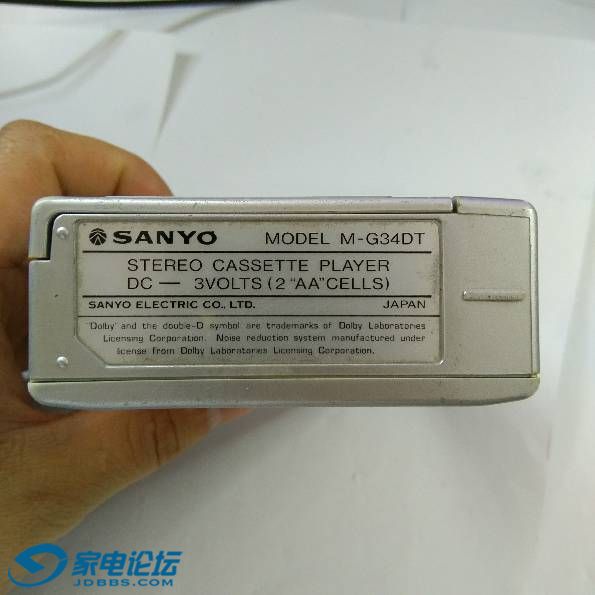 SANYO MODEL M-G34DT
STEREO CASSETTE PLAYER
DC — 3VOLTS (2 "AA" CELLS)
SANYO ELECTRIC CO., LTD. JAPAN
"Dolby" and the double-D symbol are trademarks of Dolby Laboratories
Licensing Corporation. Noise reduction system manufactured under
license from Dolby Laboratories Licensing Corporation.
家电论坛
JDBBS.COM